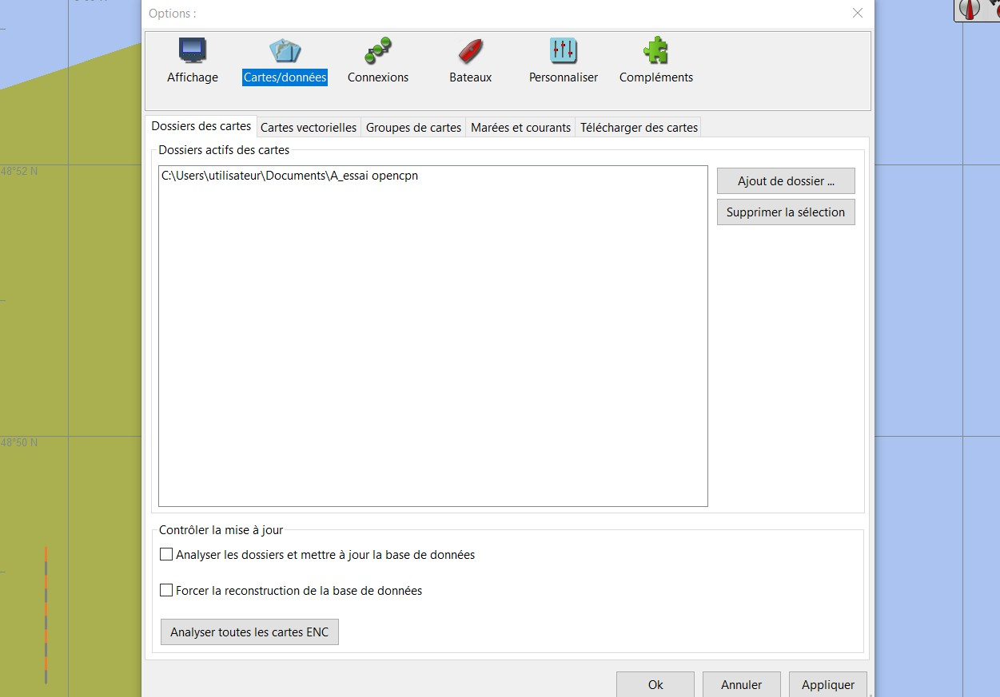 Options :
Affichage
Cartes/données
Connexions
Bateaux
Personnaliser
Compléments
Dossiers des cartes
Cartes vectorielles
Groupes de cartes
Marées et courants
Télécharger des cartes
Dossiers actifs des cartes
C:\Users\utilisateur\Documents\A_essai opencpn
Ajout de dossier ...
Supprimer la sélection
48°52 N
48°50 N
Contrôler la mise à jour
Analyser les dossiers et mettre à jour la base de données
Forcer la reconstruction de la base de données
Analyser toutes les cartes ENC
Ok
Annuler
Appliquer